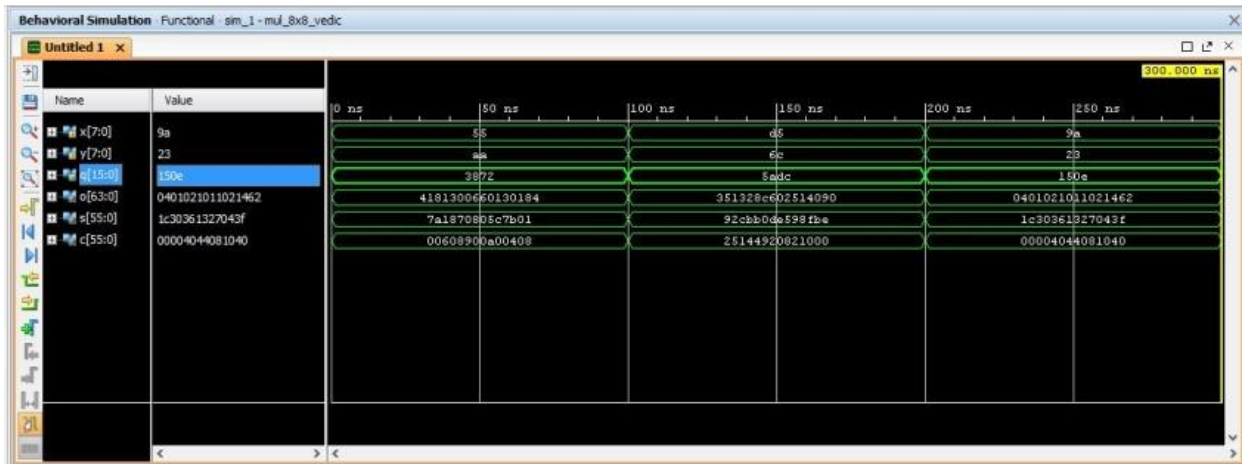 Behavioral Simulation - Functional - sim_1 - mul_8x8_vedic
Untitled 1
300.000 ns
Name Value 0 ns 50 ns 100 ns 150 ns 200 ns 250 ns
x[7:0] 9a 55 d5 9a
y[7:0] 23 aa 6c 23
q[15:0] 150e 3872 5adc 150e
o[63:0] 0401021011021462 4181300660130184 351328c602514090 0401021011021462
s[55:0] 1c30361327043f 7a1870805c7b01 92cbb0de598fbe 1c30361327043f
c[55:0] 00004044081040 00608900a00408 25144920821000 00004044081040